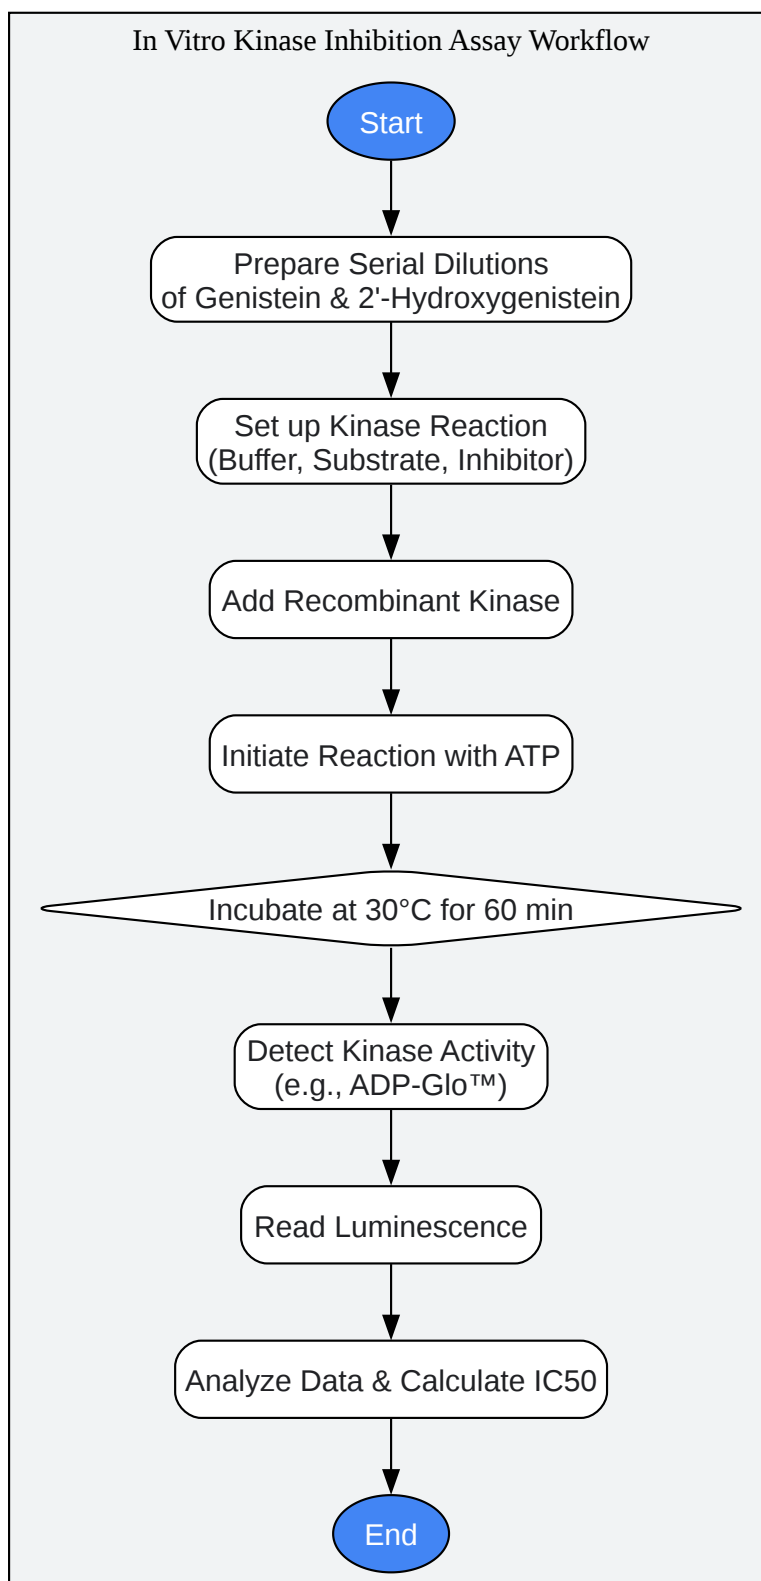 In Vitro Kinase Inhibition Assay Workflow
Start
Prepare Serial Dilutions
of Genistein & 2'-Hydroxygenistein
Set up Kinase Reaction
(Buffer, Substrate, Inhibitor)
Add Recombinant Kinase
Initiate Reaction with ATP
Incubate at 30°C for 60 min
Detect Kinase Activity
(e.g., ADP-Glo™)
Read Luminescence
Analyze Data & Calculate IC50
End